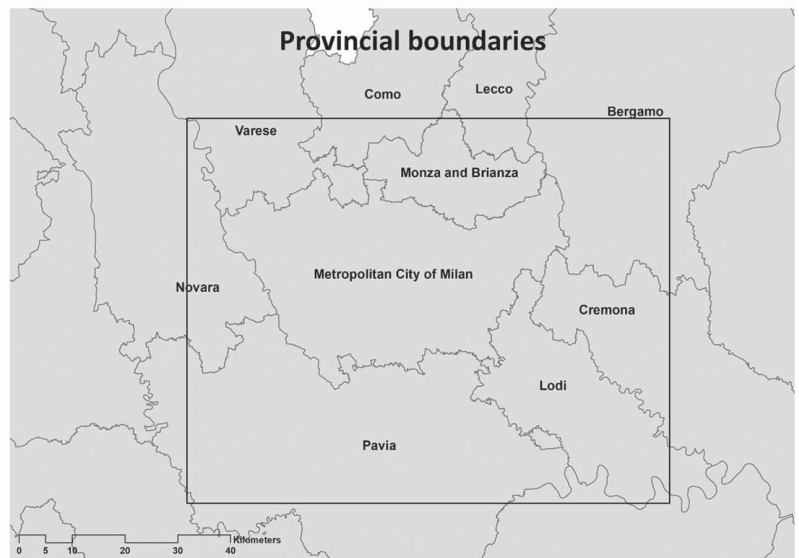 Provincial boundaries
Como
Lecco
Bergamo
Varese
Monza and Brianza
Metropolitan City of Milan
Novara
Cremona
Lodi
Pavia
Kilometers
0 5 10 20 30 40